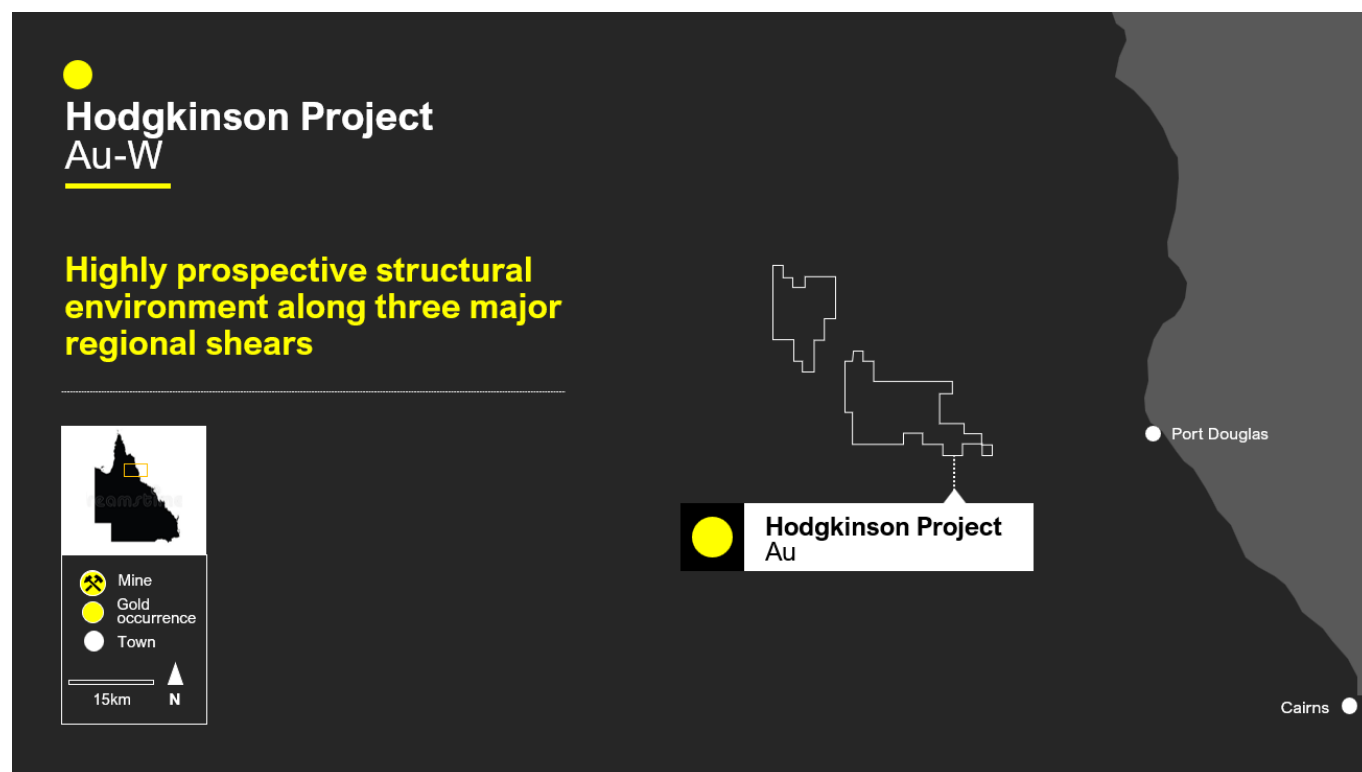 Hodgkinson Project
Au-W
Highly prospective structural
environment along three major
regional shears
Mine
Gold
occurrence
Town
15km
N
Hodgkinson Project
Au
Port Douglas
Cairns